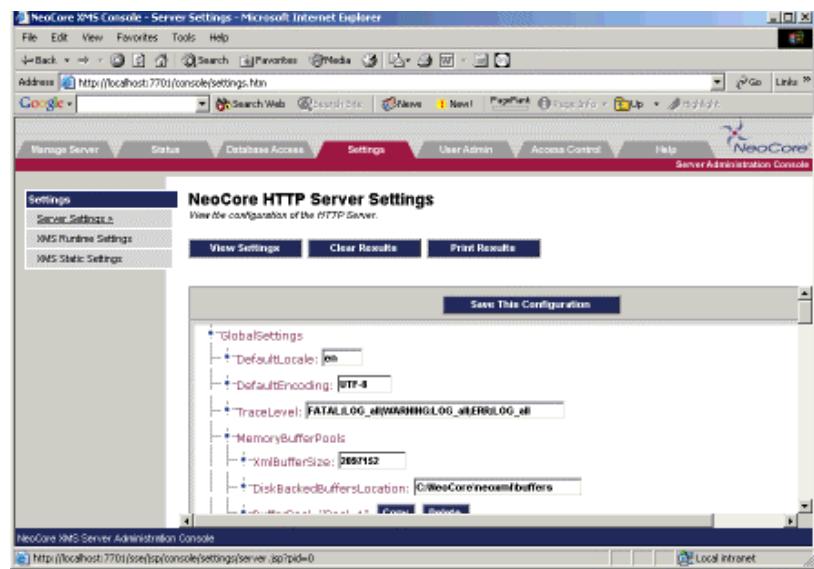 NeoCore XMS Console - Server Settings - Microsoft Internet Explorer
File Edit View Favorites Tools Help
Back Search Favorites Media
Address http://localhost:7701/console/settings.htm Go Links »
Google Search Web Search Site News New! PageRank Page Info Up Highlight
Manage Server Status Database Access Settings User Admin Access Control Help NeoCore
Server Administration Console
Settings
Server Settings >
XMS Runtime Settings
XMS Static Settings
NeoCore HTTP Server Settings
View the configuration of the HTTP Server.
View Settings Clear Results Print Results
Save This Configuration
GlobalSettings
DefaultLocale: en
DefaultEncoding: UTF-8
TraceLevel: FATAL:LOG_all;WARNING:LOG_all;ERR:LOG_all
MemoryBufferPools
XmlBufferSize: 2097152
DiskBackedBuffersLocation: C:\NeoCore\neoxml\buffers
Copy Delete
NeoCore XMS Server Administration Console
http://localhost:7701/sse/jsp/console/settings/server.jsp?pid=0 Local intranet